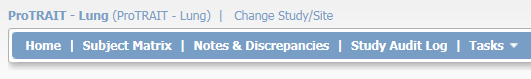 ProTRAIT - Lung (ProTRAIT - Lung) | Change Study/Site
Home | Subject Matrix | Notes & Discrepancies | Study Audit Log | Tasks